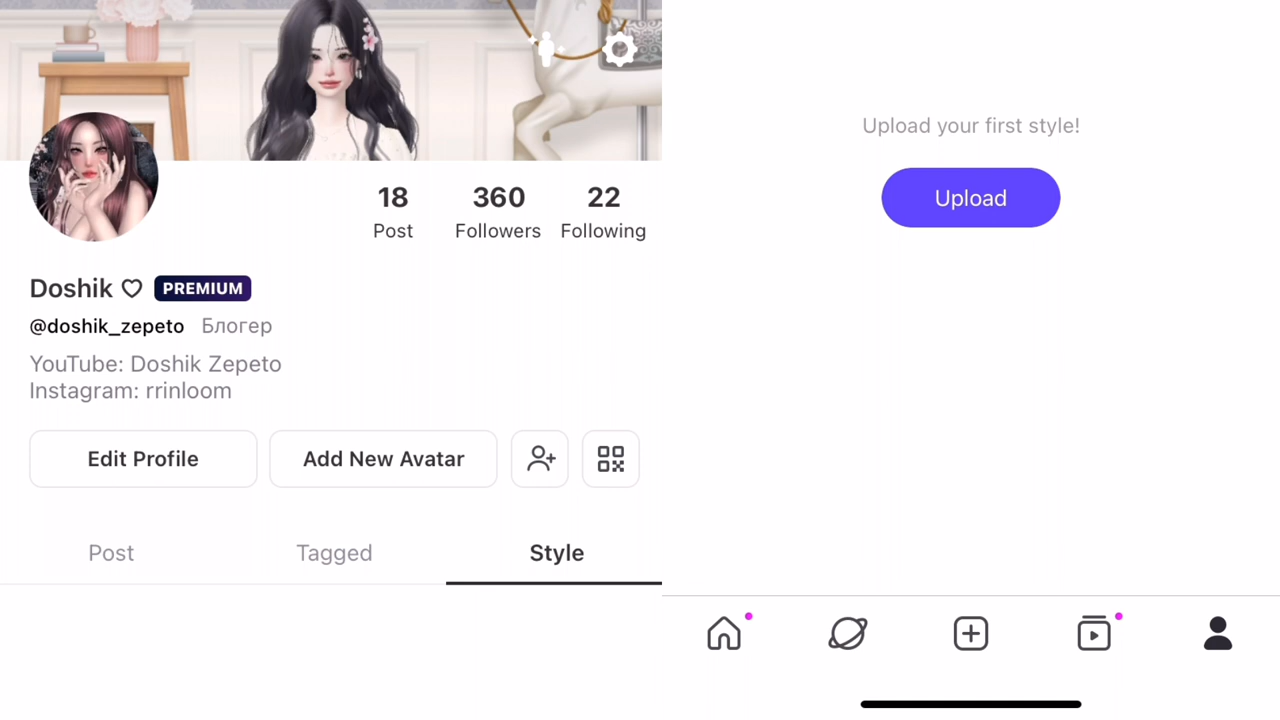 18 360 22
Post Followers Following
Doshik ♡ PREMIUM
@doshik_zepeto Блогер
YouTube: Doshik Zepeto
Instagram: rrinloom
Edit Profile Add New Avatar
Post Tagged Style
Upload your first style!
Upload